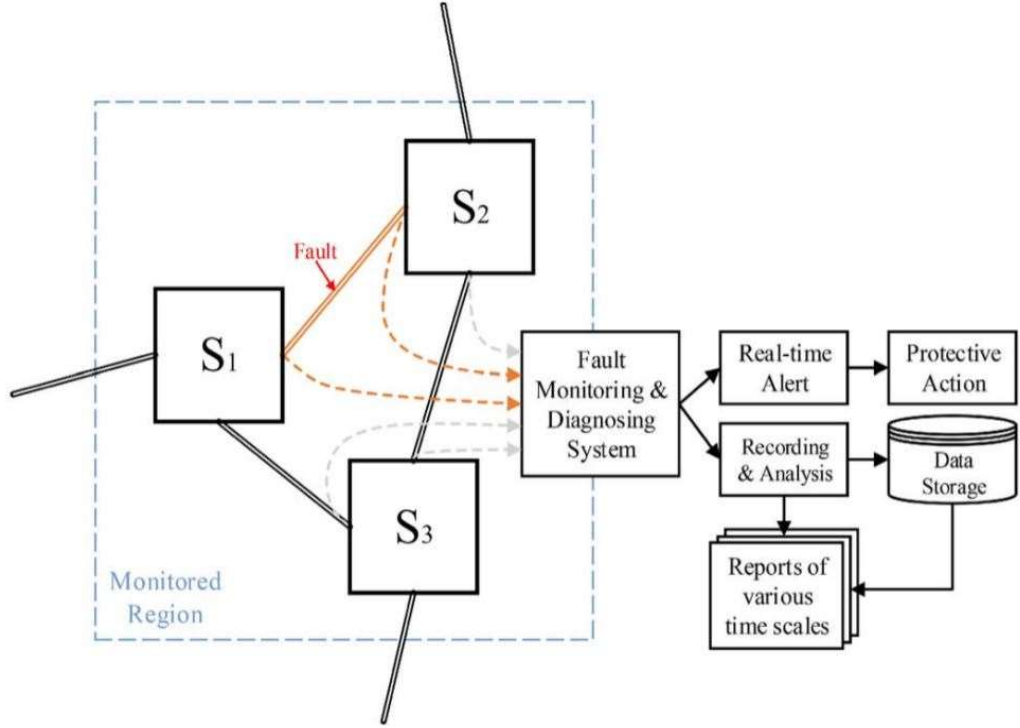 S2
Fault
S1
Fault
Monitoring &
Diagnosing
System
Real-time
Alert
Protective
Action
Recording
& Analysis
Data
Storage
S3
Reports of
various
time scales
Monitored
Region